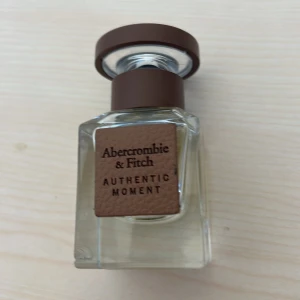 Abercrombie
& Fitch
AUTHENTIC
MOMENT